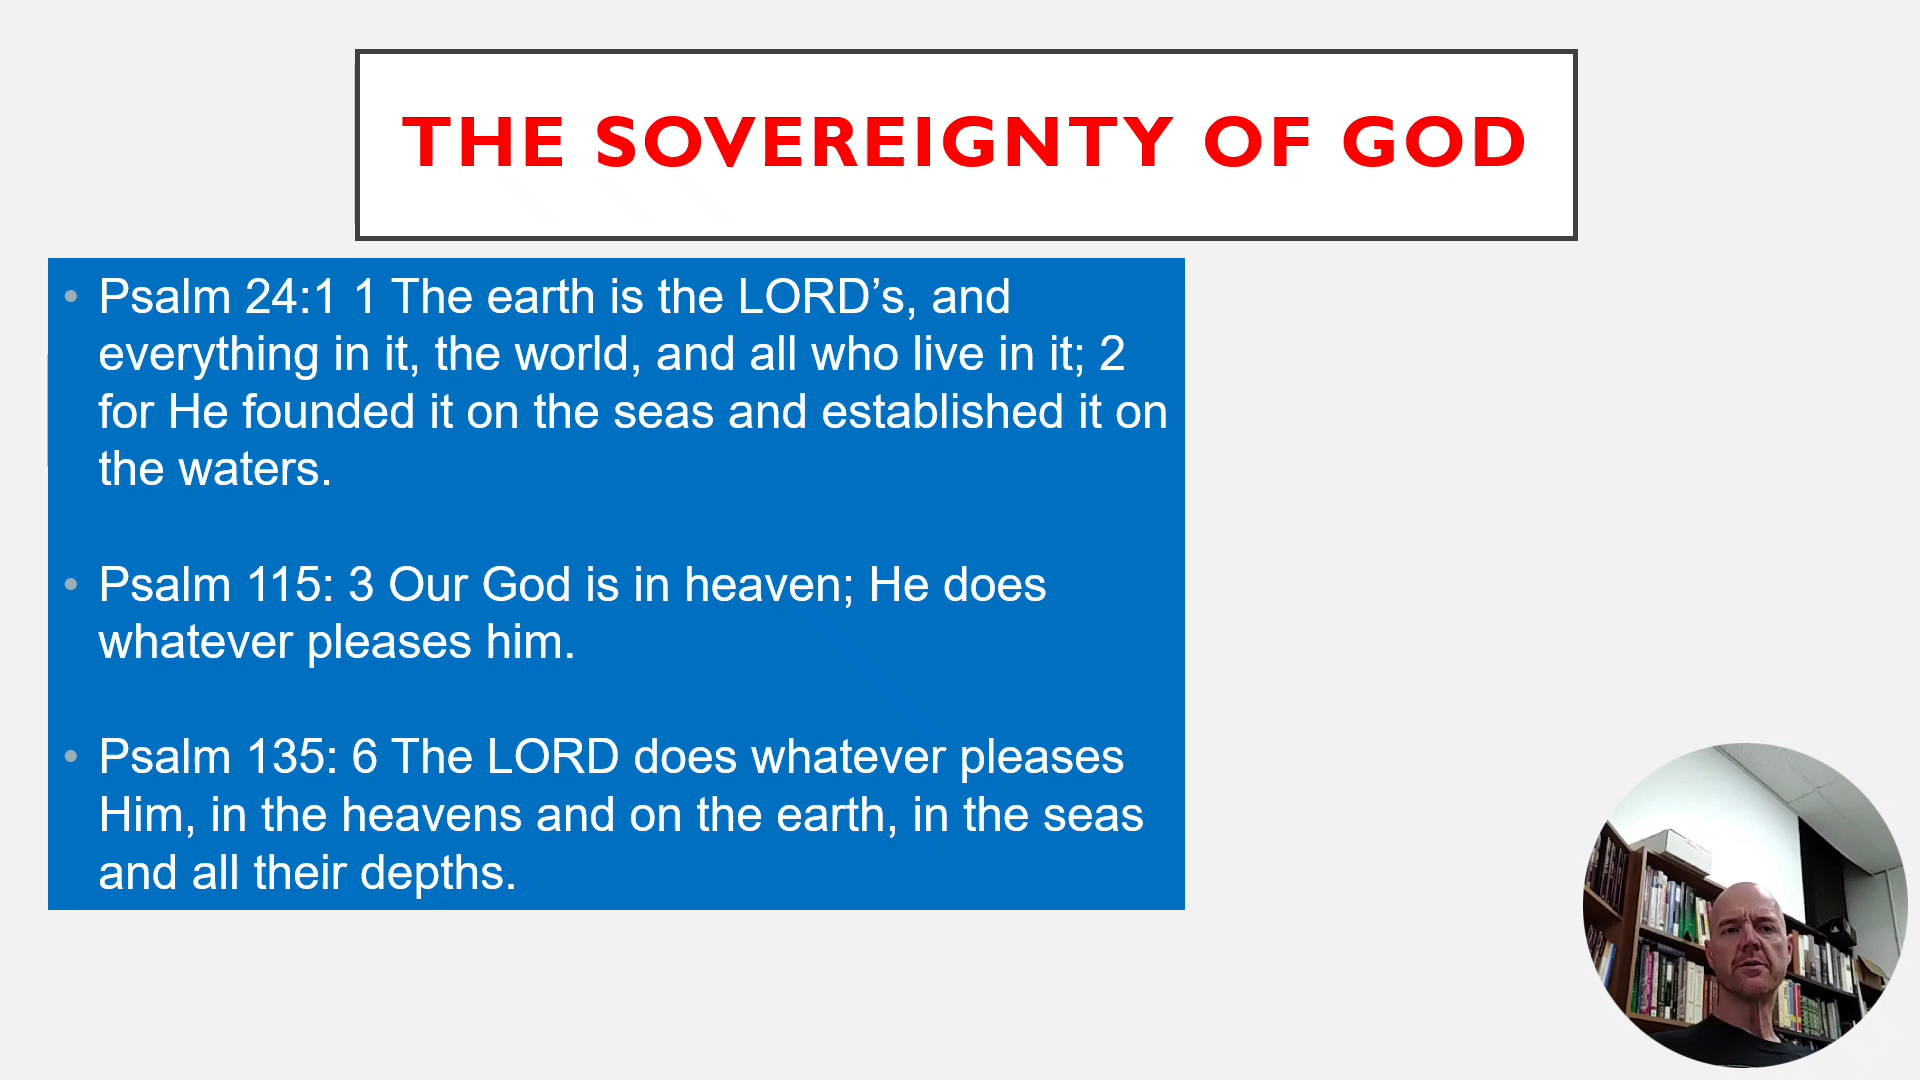 THE SOVEREIGNTY OF GOD
• Psalm 24:1 1 The earth is the LORD’s, and
everything in it, the world, and all who live in it; 2
for He founded it on the seas and established it on
the waters.
• Psalm 115: 3 Our God is in heaven; He does
whatever pleases him.
• Psalm 135: 6 The LORD does whatever pleases
Him, in the heavens and on the earth, in the seas
and all their depths.